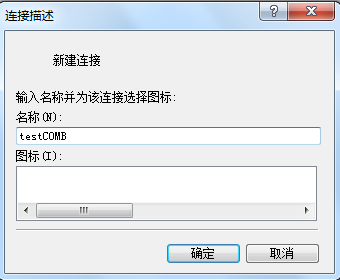 连接描述
新建连接
输入名称并为该连接选择图标:
名称(N):
testCOMB
图标(I):
确定
取消